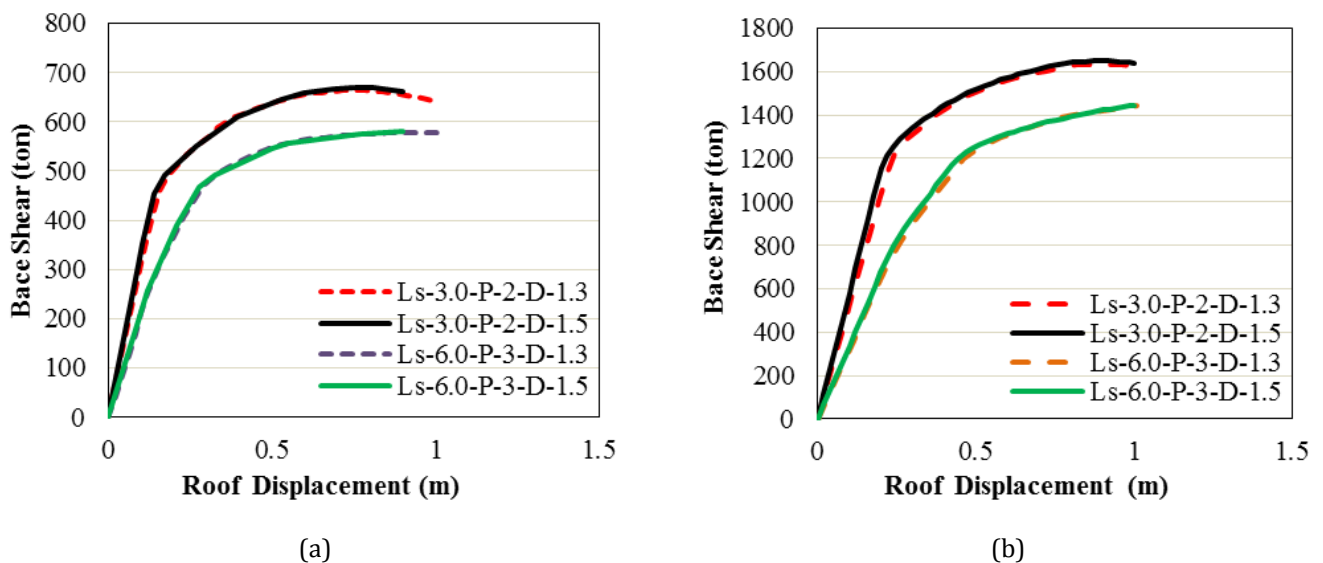 800
700
600
500
400
300
200
100
0
Bace Shear (ton)
Ls-3.0-P-2-D-1.3
Ls-3.0-P-2-D-1.5
Ls-6.0-P-3-D-1.3
Ls-6.0-P-3-D-1.5
0 0.5 1 1.5
Roof Displacement (m)
(a)
1800
1600
1400
1200
1000
800
600
400
200
0
Bace Shear (ton)
Ls-3.0-P-2-D-1.3
Ls-3.0-P-2-D-1.5
Ls-6.0-P-3-D-1.3
Ls-6.0-P-3-D-1.5
0 0.5 1 1.5
Roof Displacement (m)
(b)